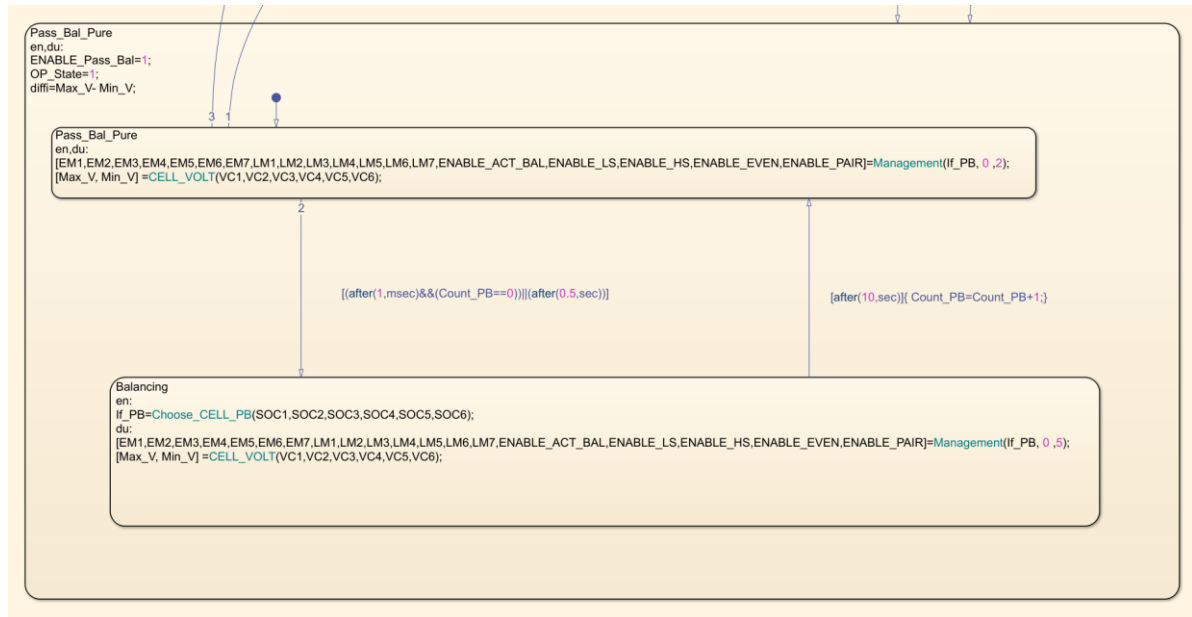 Pass_Bal_Pure
en,du:
ENABLE_Pass_Bal=1;
OP_State=1;
diffi=Max_V- Min_V;
3 1
Pass_Bal_Pure
en,du:
[EM1,EM2,EM3,EM4,EM5,EM6,EM7,LM1,LM2,LM3,LM4,LM5,LM6,LM7,ENABLE_ACT_BAL,ENABLE_LS,ENABLE_HS,ENABLE_EVEN,ENABLE_PAIR]=Management(If_PB, 0 ,2);
[Max_V, Min_V] =CELL_VOLT(VC1,VC2,VC3,VC4,VC5,VC6);
2
[(after(1,msec)&&(Count_PB==0))||(after(0.5,sec))]
[after(10,sec)]{ Count_PB=Count_PB+1;}
Balancing
en:
If_PB=Choose_CELL_PB(SOC1,SOC2,SOC3,SOC4,SOC5,SOC6);
du:
[EM1,EM2,EM3,EM4,EM5,EM6,EM7,LM1,LM2,LM3,LM4,LM5,LM6,LM7,ENABLE_ACT_BAL,ENABLE_LS,ENABLE_HS,ENABLE_EVEN,ENABLE_PAIR]=Management(If_PB, 0 ,5);
[Max_V, Min_V] =CELL_VOLT(VC1,VC2,VC3,VC4,VC5,VC6);